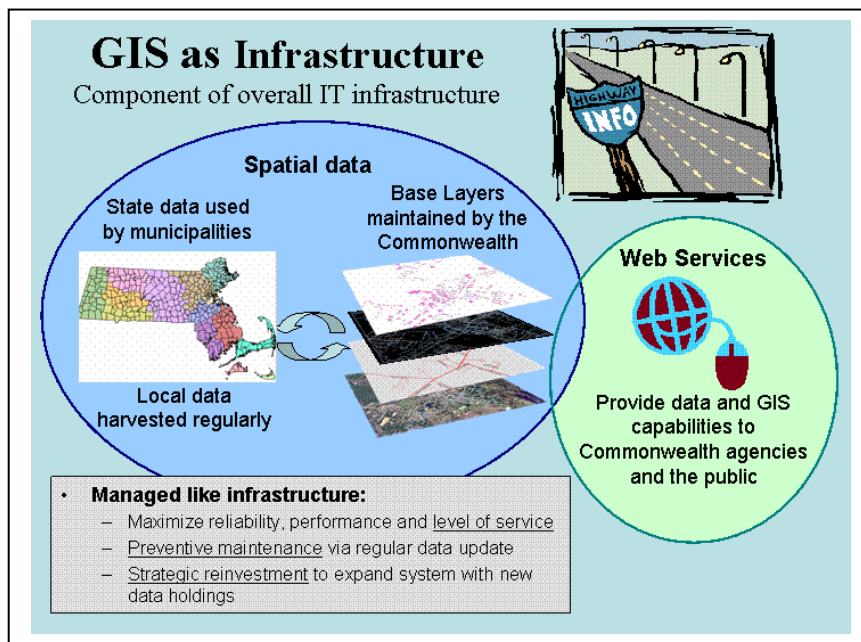 GIS as Infrastructure
Component of overall IT infrastructure
HIGHWAY
INFO
Spatial data
State data used
by municipalities
Base Layers
maintained by the
Commonwealth
Local data
harvested regularly
Web Services
Provide data and GIS
capabilities to
Commonwealth agencies
and the public
• Managed like infrastructure:
– Maximize reliability, performance and level of service
– Preventive maintenance via regular data update
– Strategic reinvestment to expand system with new
data holdings